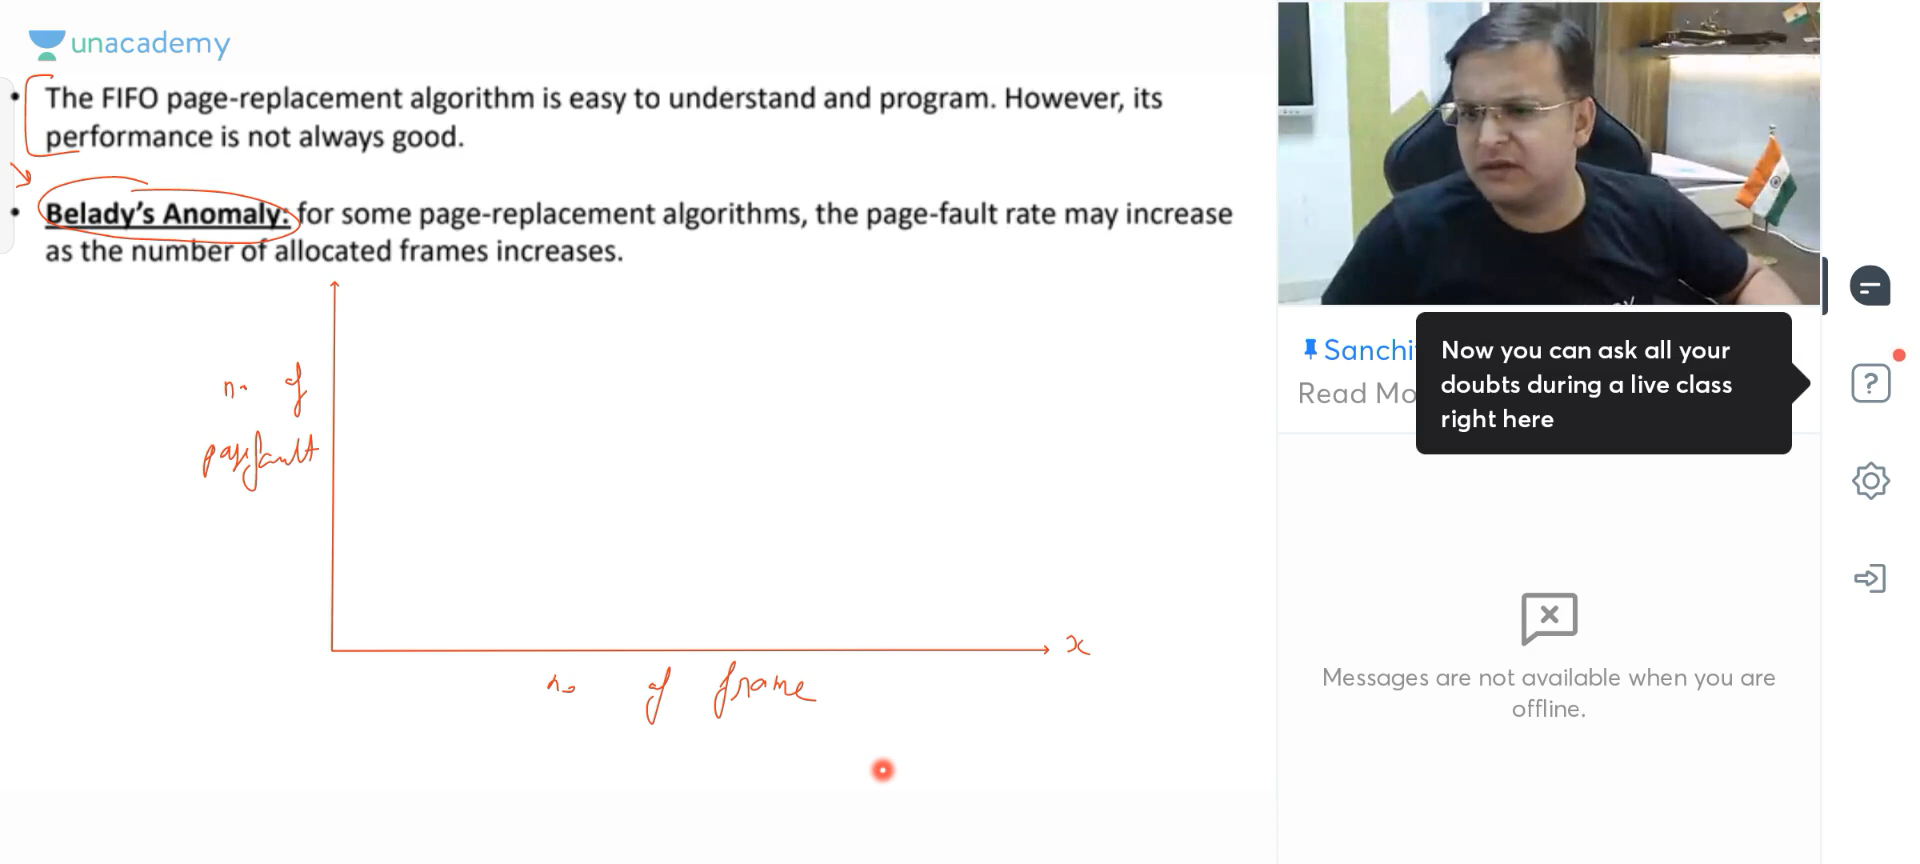 unacademy
• The FIFO page-replacement algorithm is easy to understand and program. However, its
performance is not always good.
• Belady's Anomaly: for some page-replacement algorithms, the page-fault rate may increase
as the number of allocated frames increases.
no of
pagefault
x
no of frame
Sanchi
Read Mo
Now you can ask all your
doubts during a live class
right here
?
Messages are not available when you are
offline.